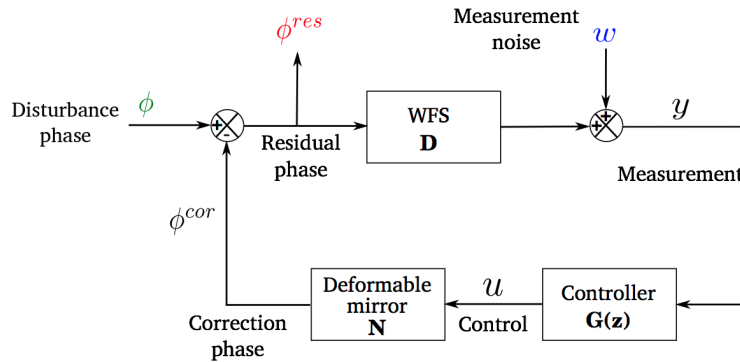 ϕ^{res}
Measurement
noise
w
Disturbance
phase
ϕ
+
-
Residual
phase
WFS
D
+
+
y
Measurement
ϕ^{cor}
Correction
phase
Deformable
mirror
N
u
Control
Controller
G(z)